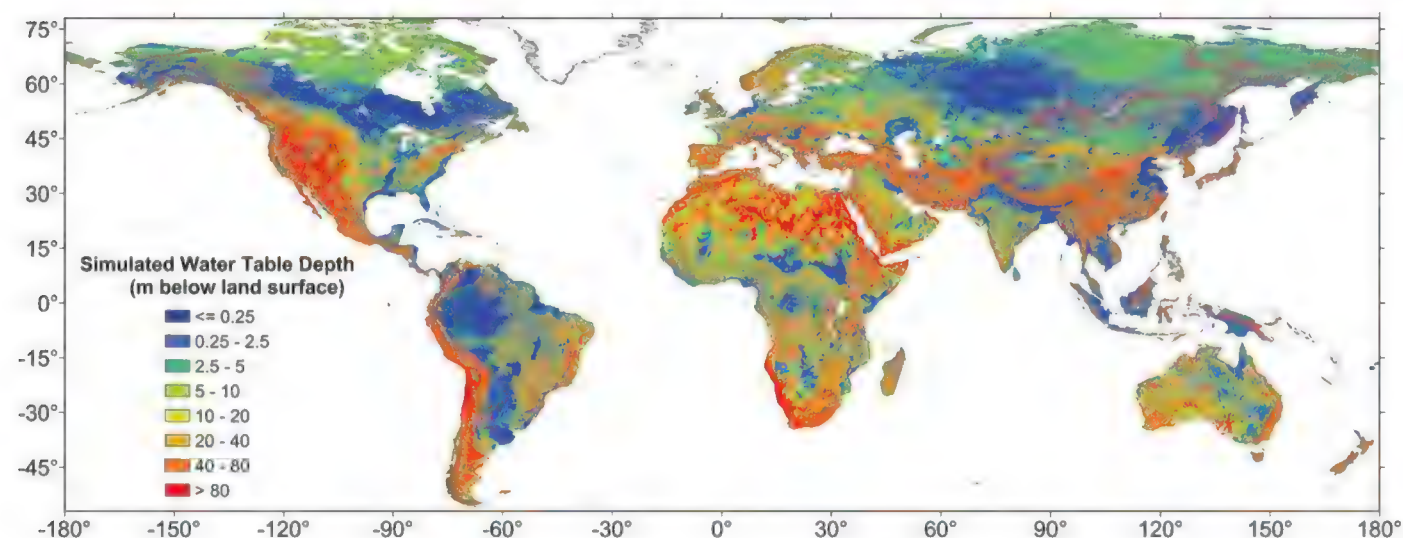 75°
60°
45°
30°
15°
0°
-15°
-30°
-45°
Simulated Water Table Depth
(m below land surface)
<= 0.25
0.25 - 2.5
2.5 - 5
5 - 10
10 - 20
20 - 40
40 - 80
> 80
-180° -150° -120° -90° -60° -30° 0° 30° 60° 90° 120° 150° 180°